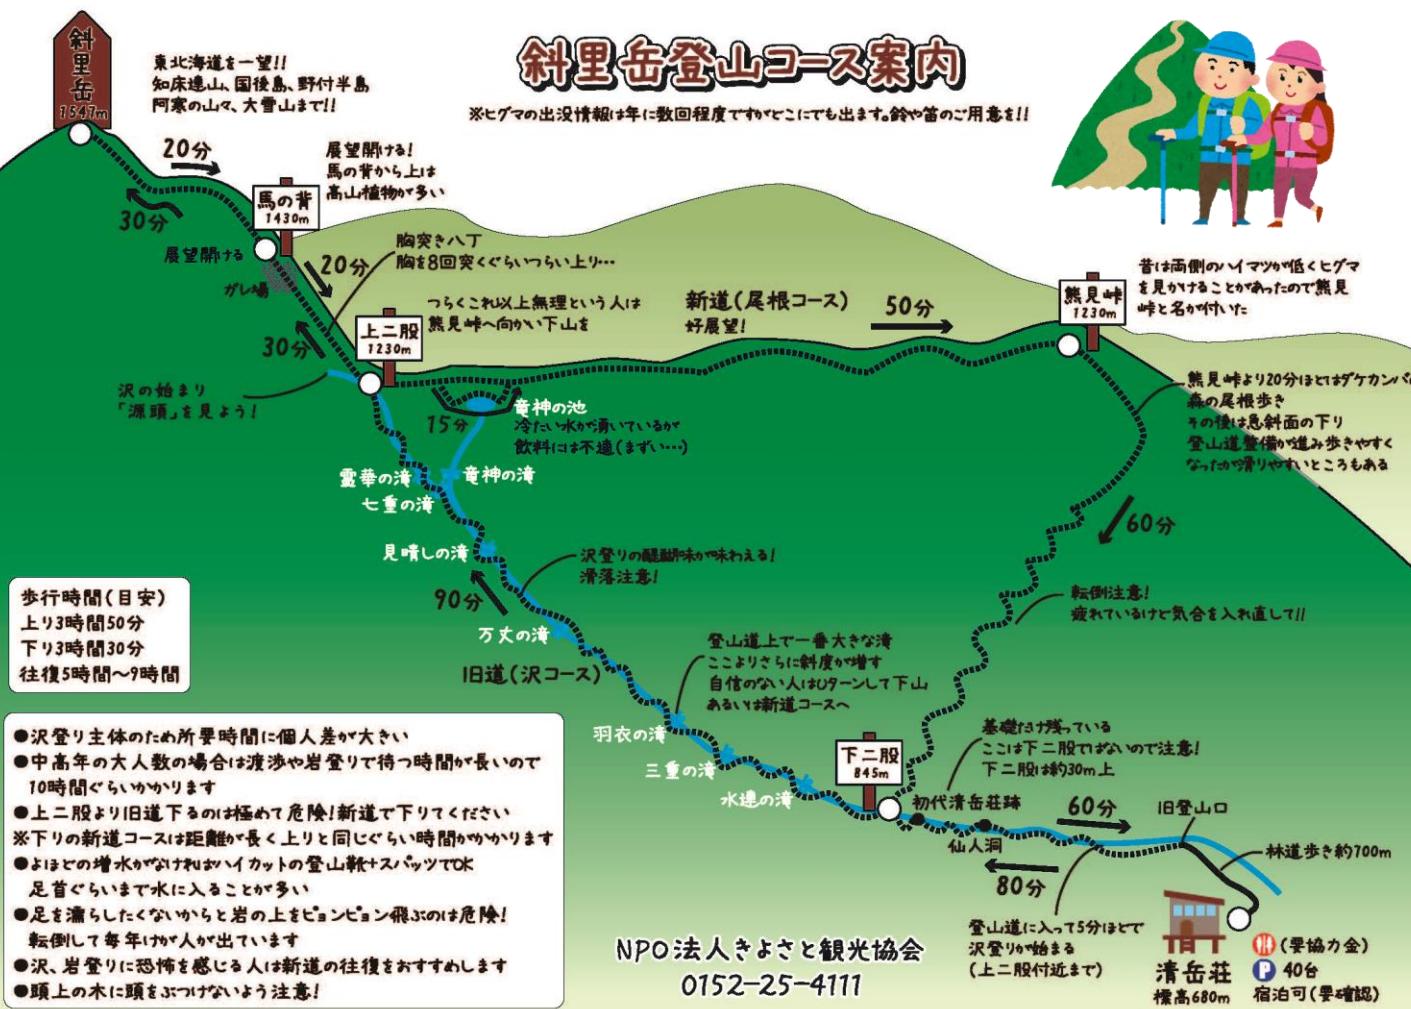 斜里岳登山コース案内
※ヒグマの出没情報は年に数回程度ですがどこにでも出ます。鈴や笛のご用意を!!
斜里岳
1547m
東北海道を一望!!
知床連山、国後島、野付半島
阿寒の山々、大雪山まで!!
20分
30分
展望開ける!
馬の背から上は
高山植物が多い
馬の背
1430m
展望開ける
ガレ場
20分
30分
胸突き八丁
胸を8回突くぐらいつらい上り…
つらくこれ以上無理という人は
熊見峠へ向かい下山を
上二股
1230m
新道(尾根コース)
好展望!
50分
熊見峠
1230m
昔は両側のハイマツが低くヒグマ
を見かけることがあったので熊見
峠と名が付いた
沢の始まり
「源頭」を見よう!
15分
竜神の池
冷たい水が湧いているが
飲料には不適(まずい…)
熊見峠より20分ほどはダケカンバの
森の尾根歩き
その後は急斜面の下り
登山道整備が進み歩きやすく
なったが滑りやすいところもある
霊華の滝
竜神の滝
七重の滝
見晴しの滝
沢登りの醍醐味が味わえる!
滑落注意!
60分
90分
転倒注意!
疲れているけど気合を入れ直して!!
万丈の滝
旧道(沢コース)
登山道上で一番大きな滝
ここよりさらに斜度が増す
自信のない人はUターンして下山
あるいは新道コースへ
羽衣の滝
三重の滝
水蓮の滝
下二股
845m
基礎だけ残っている
ここは下二股ではないので注意!
下二股は約30m上
初代清岳荘跡
仙人洞
60分
80分
旧登山口
林道歩き約700m
登山道に入って5分ほどで
沢登りが始まる
(上二股付近まで)
清岳荘
標高680m
(要協力金)
P 40台
宿泊可(要確認)
歩行時間(目安)
上り3時間50分
下り3時間30分
往復5時間〜9時間
●沢登り主体のため所要時間に個人差が大きい
●中高年の大人数の場合は渡渉や岩登りで待つ時間が長いので
10時間ぐらいかかります
●上二股より旧道下るのは極めて危険!新道で下りてください
※下りの新道コースは距離が長く上りと同じぐらい時間がかかります
●よほどの増水がなければハイカットの登山靴+スパッツでOK
足首ぐらいまで水に入ることが多い
●足を濡らしたくないからと岩の上をピョンピョン飛ぶのは危険!
転倒して毎年けが人が出ています
●沢、岩登りに恐怖を感じる人は新道の往復をおすすめします
●頭上の木に頭をぶつけないよう注意!
NPO法人きよさと観光協会
0152-25-4111